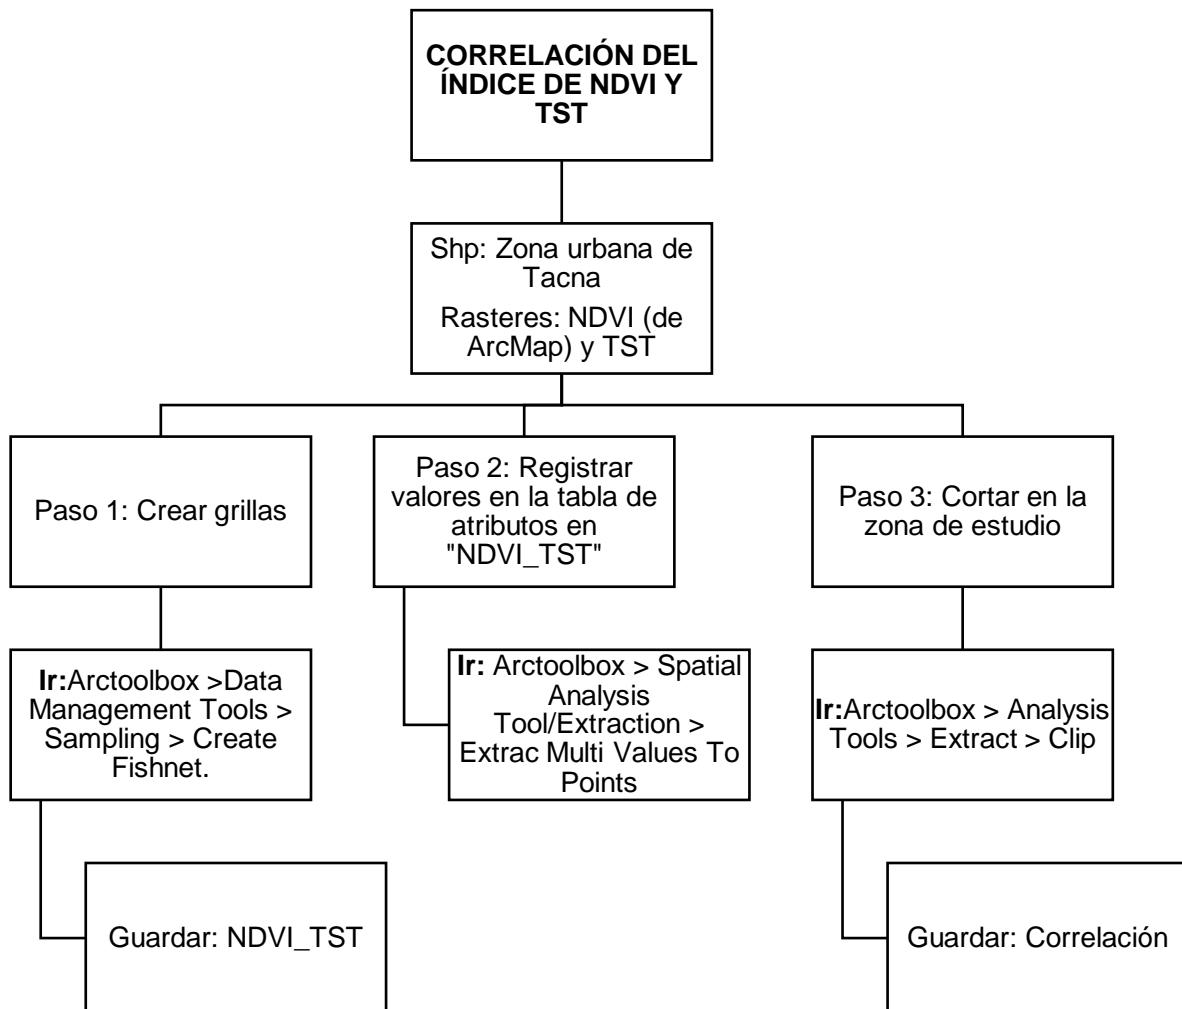 CORRELACIÓN DEL
ÍNDICE DE NDVI Y
TST
Shp: Zona urbana de
Tacna
Rasteres: NDVI (de
ArcMap) y TST
Paso 1: Crear grillas
Ir:Arctoolbox >Data
Management Tools >
Sampling > Create
Fishnet.
Guardar: NDVI_TST
Paso 2: Registrar
valores en la tabla de
atributos en
"NDVI_TST"
Ir: Arctoolbox > Spatial
Analysis
Tool/Extraction >
Extrac Multi Values To
Points
Paso 3: Cortar en la
zona de estudio
Ir:Arctoolbox > Analysis
Tools > Extract > Clip
Guardar: Correlación